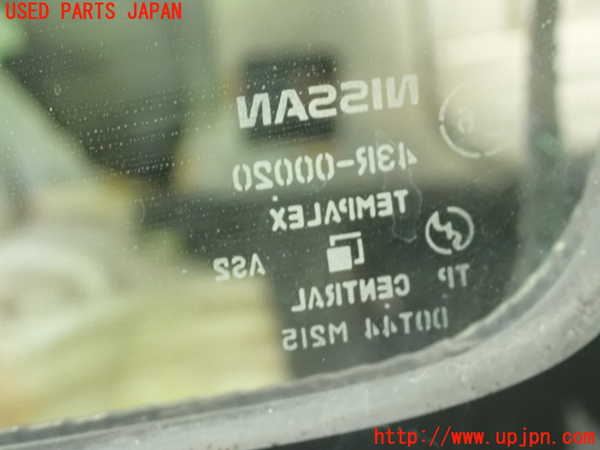 USED PARTS JAPAN
NISSAN
43R-00020
TEMPALEX
AS2
TP CENTRAL
DOT44 M215
http://www.upjpn.com